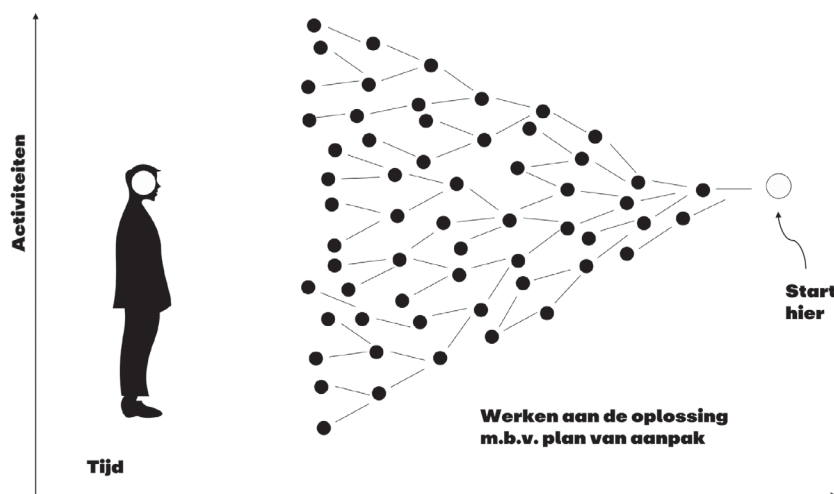 Activiteiten
Start
hier
Werken aan de oplossing
m.b.v. plan van aanpak
Tijd